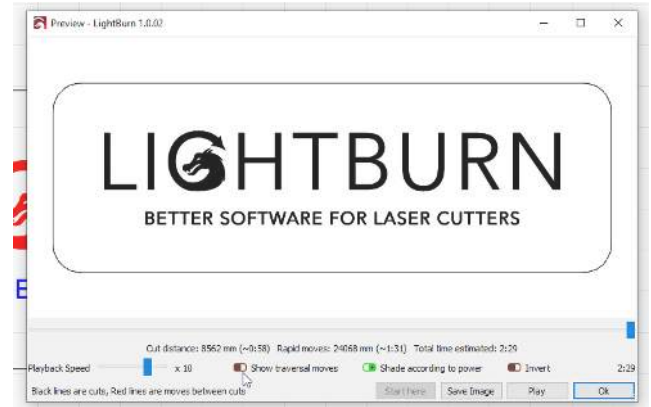 Preview - LightBurn 1.0.02
LIGHTBURN
BETTER SOFTWARE FOR LASER CUTTERS
Cut distance: 8562 mm (~0:58) Rapid moves: 24068 mm (~1:31) Total time estimated: 2:29
Playback Speed x 10 Show traversal moves Shade according to power Invert 2:29
Black lines are cuts, Red lines are moves between cuts Start here Save Image Play Ok